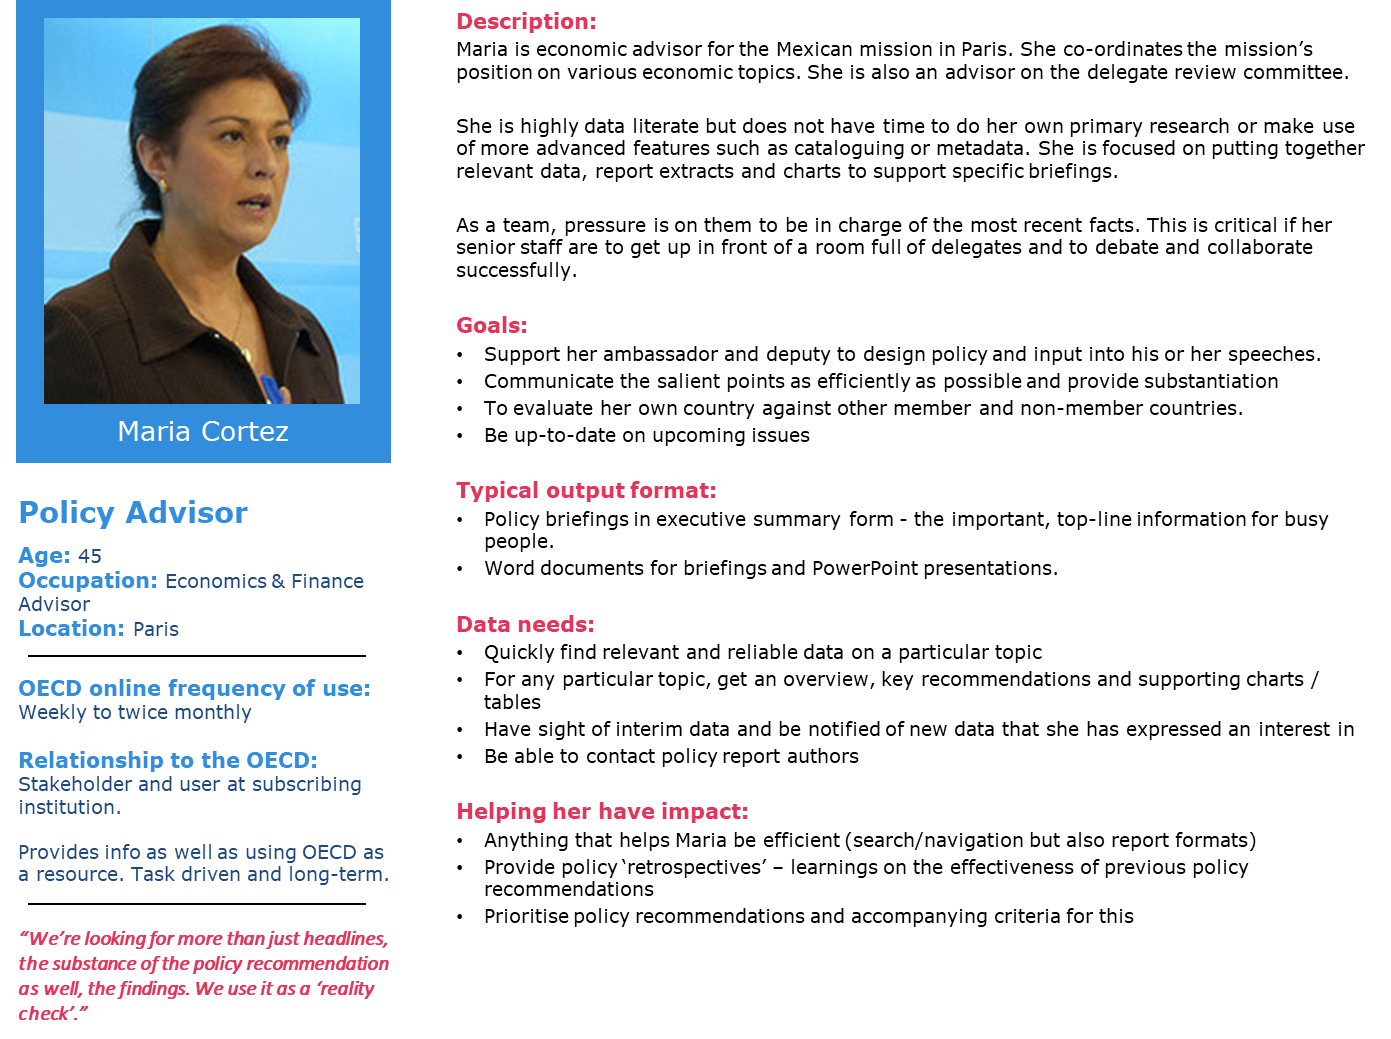 Maria Cortez
Policy Advisor
Age: 45
Occupation: Economics & Finance
Advisor
Location: Paris
OECD online frequency of use:
Weekly to twice monthly
Relationship to the OECD:
Stakeholder and user at subscribing
institution.
Provides info as well as using OECD as
a resource. Task driven and long-term.
“We’re looking for more than just headlines,
the substance of the policy recommendation
as well, the findings. We use it as a ‘reality
check’.”
Description:
Maria is economic advisor for the Mexican mission in Paris. She co-ordinates the mission’s
position on various economic topics. She is also an advisor on the delegate review committee.
She is highly data literate but does not have time to do her own primary research or make use
of more advanced features such as cataloguing or metadata. She is focused on putting together
relevant data, report extracts and charts to support specific briefings.
As a team, pressure is on them to be in charge of the most recent facts. This is critical if her
senior staff are to get up in front of a room full of delegates and to debate and collaborate
successfully.
Goals:
• Support her ambassador and deputy to design policy and input into his or her speeches.
• Communicate the salient points as efficiently as possible and provide substantiation
• To evaluate her own country against other member and non-member countries.
• Be up-to-date on upcoming issues
Typical output format:
• Policy briefings in executive summary form - the important, top-line information for busy
people.
• Word documents for briefings and PowerPoint presentations.
Data needs:
• Quickly find relevant and reliable data on a particular topic
• For any particular topic, get an overview, key recommendations and supporting charts /
tables
• Have sight of interim data and be notified of new data that she has expressed an interest in
• Be able to contact policy report authors
Helping her have impact:
• Anything that helps Maria be efficient (search/navigation but also report formats)
• Provide policy ‘retrospectives’ – learnings on the effectiveness of previous policy
recommendations
• Prioritise policy recommendations and accompanying criteria for this